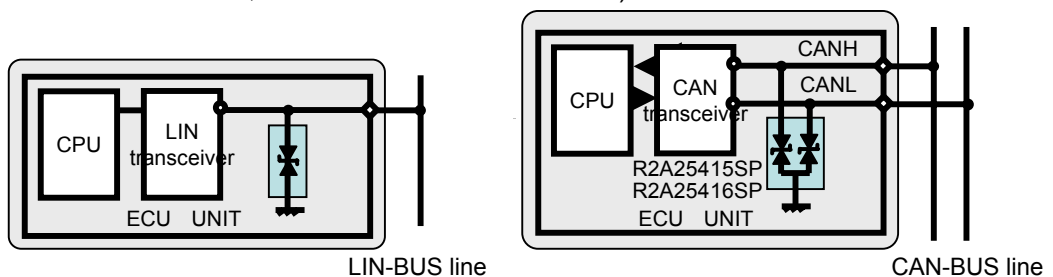 CPU
LIN
transceiver
ECU UNIT
LIN-BUS line
CANH
CANL
CPU
CAN
transceiver
R2A25415SP
R2A25416SP
ECU UNIT
CAN-BUS line